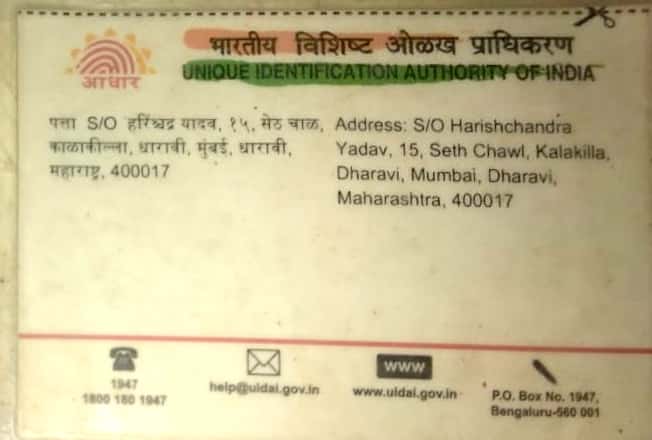 भारतीय विशिष्ट ओळख प्राधिकरण
UNIQUE IDENTIFICATION AUTHORITY OF INDIA
आधार
पत्ता S/O हरिश्चंद्र यादव, १५, सेठ चाळ,
काळाकील्ला, धारावी, मुंबई, धारावी,
महाराष्ट्र, 400017
Address: S/O Harishchandra
Yadav, 15, Seth Chawl, Kalakilla,
Dharavi, Mumbai, Dharavi,
Maharashtra, 400017
1947
1800 180 1947
help@uidai.gov.in
www
www.uidai.gov.in
P.O. Box No. 1947,
Bengaluru-560 001